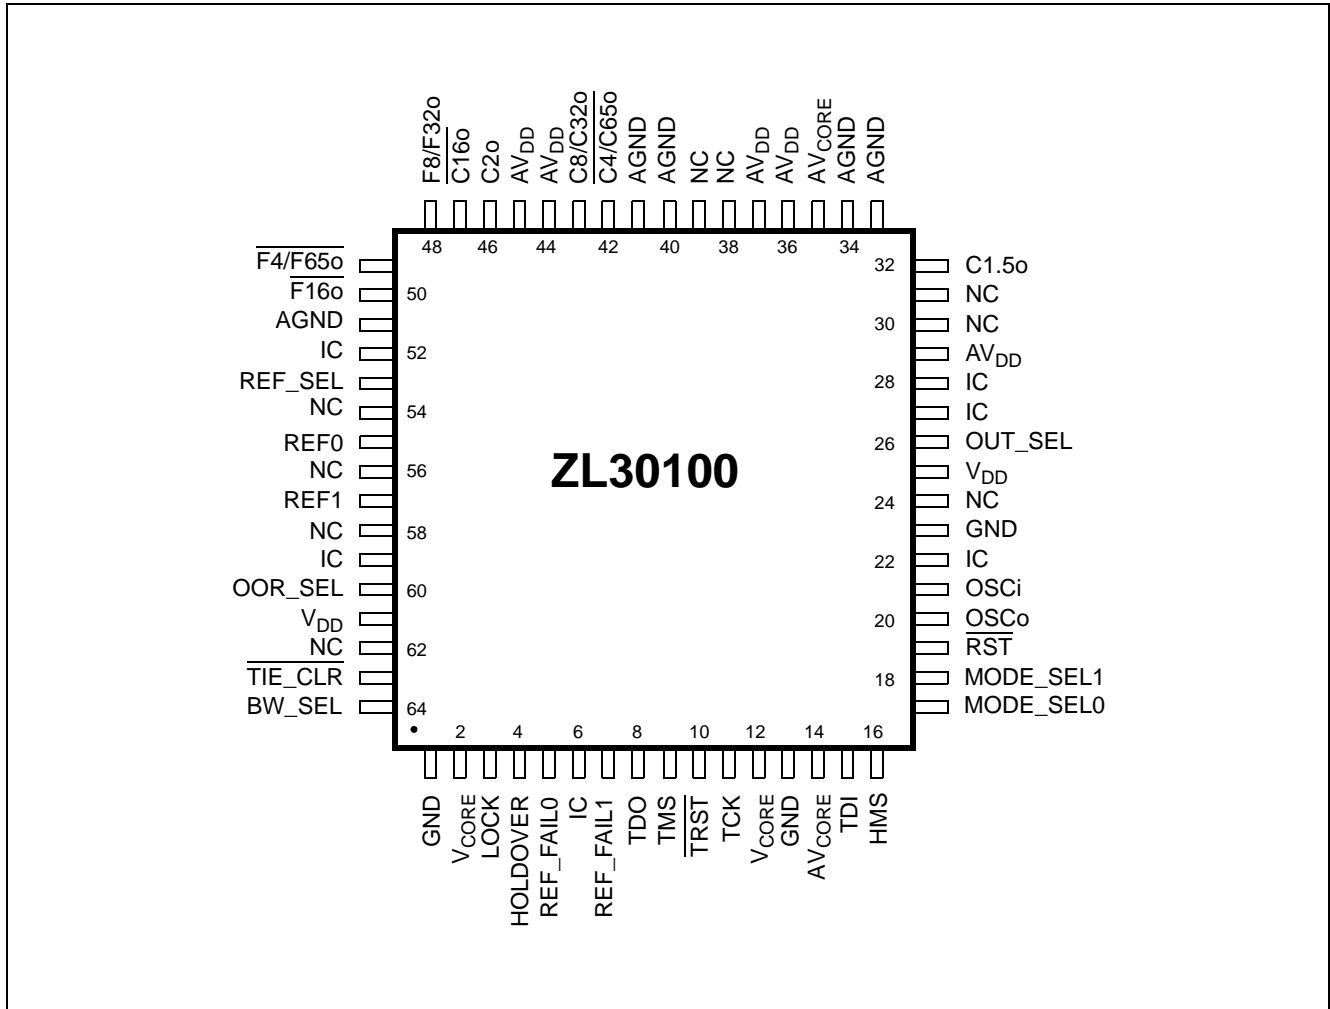 F8/F32o
C16o
C2o
AVDD
AVDD
C8/C32o
C4/C65o
AGND
AGND
NC
NC
AVDD
AVDD
AVCORE
AGND
AGND
48 46 44 42 40 38 36 34
F4/F65o
F16o 50
AGND
IC 52
REF_SEL
NC 54
REF0
NC 56
REF1
NC 58
IC
OOR_SEL 60
VDD
NC 62
TIE_CLR
BW_SEL 64
ZL30100
32 C1.5o
NC
30 NC
AVDD
28 IC
IC
26 OUT_SEL
VDD
24 NC
GND
22 IC
OSCi
20 OSCo
RST
18 MODE_SEL1
MODE_SEL0
2 4 6 8 10 12 14 16
GND
VCORE
LOCK
HOLDOVER
REF_FAIL0
IC
REF_FAIL1
TDO
TMS
TRST
TCK
VCORE
GND
AVCORE
TDI
HMS